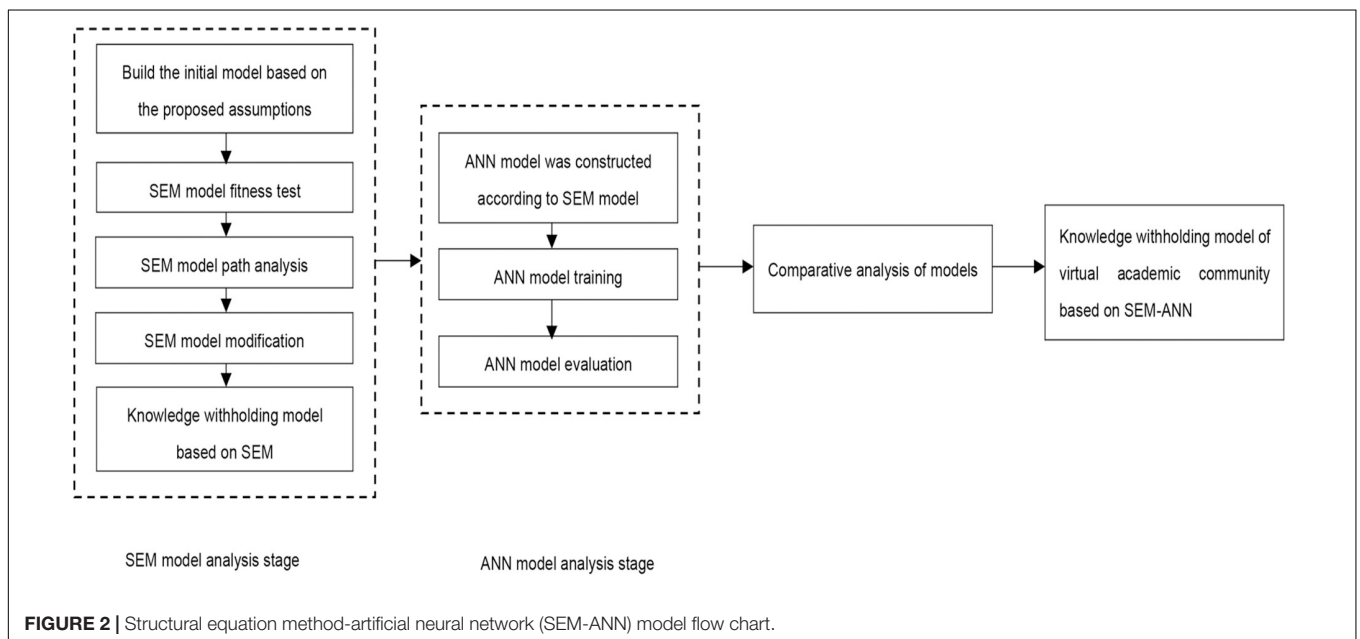 Build the initial model based on
the proposed assumptions
SEM model fitness test
SEM model path analysis
SEM model modification
Knowledge withholding model
based on SEM
SEM model analysis stage
ANN model was constructed
according to SEM model
ANN model training
ANN model evaluation
ANN model analysis stage
Comparative analysis of models
Knowledge withholding model of
virtual academic community
based on SEM-ANN
FIGURE 2 | Structural equation method-artificial neural network (SEM-ANN) model flow chart.